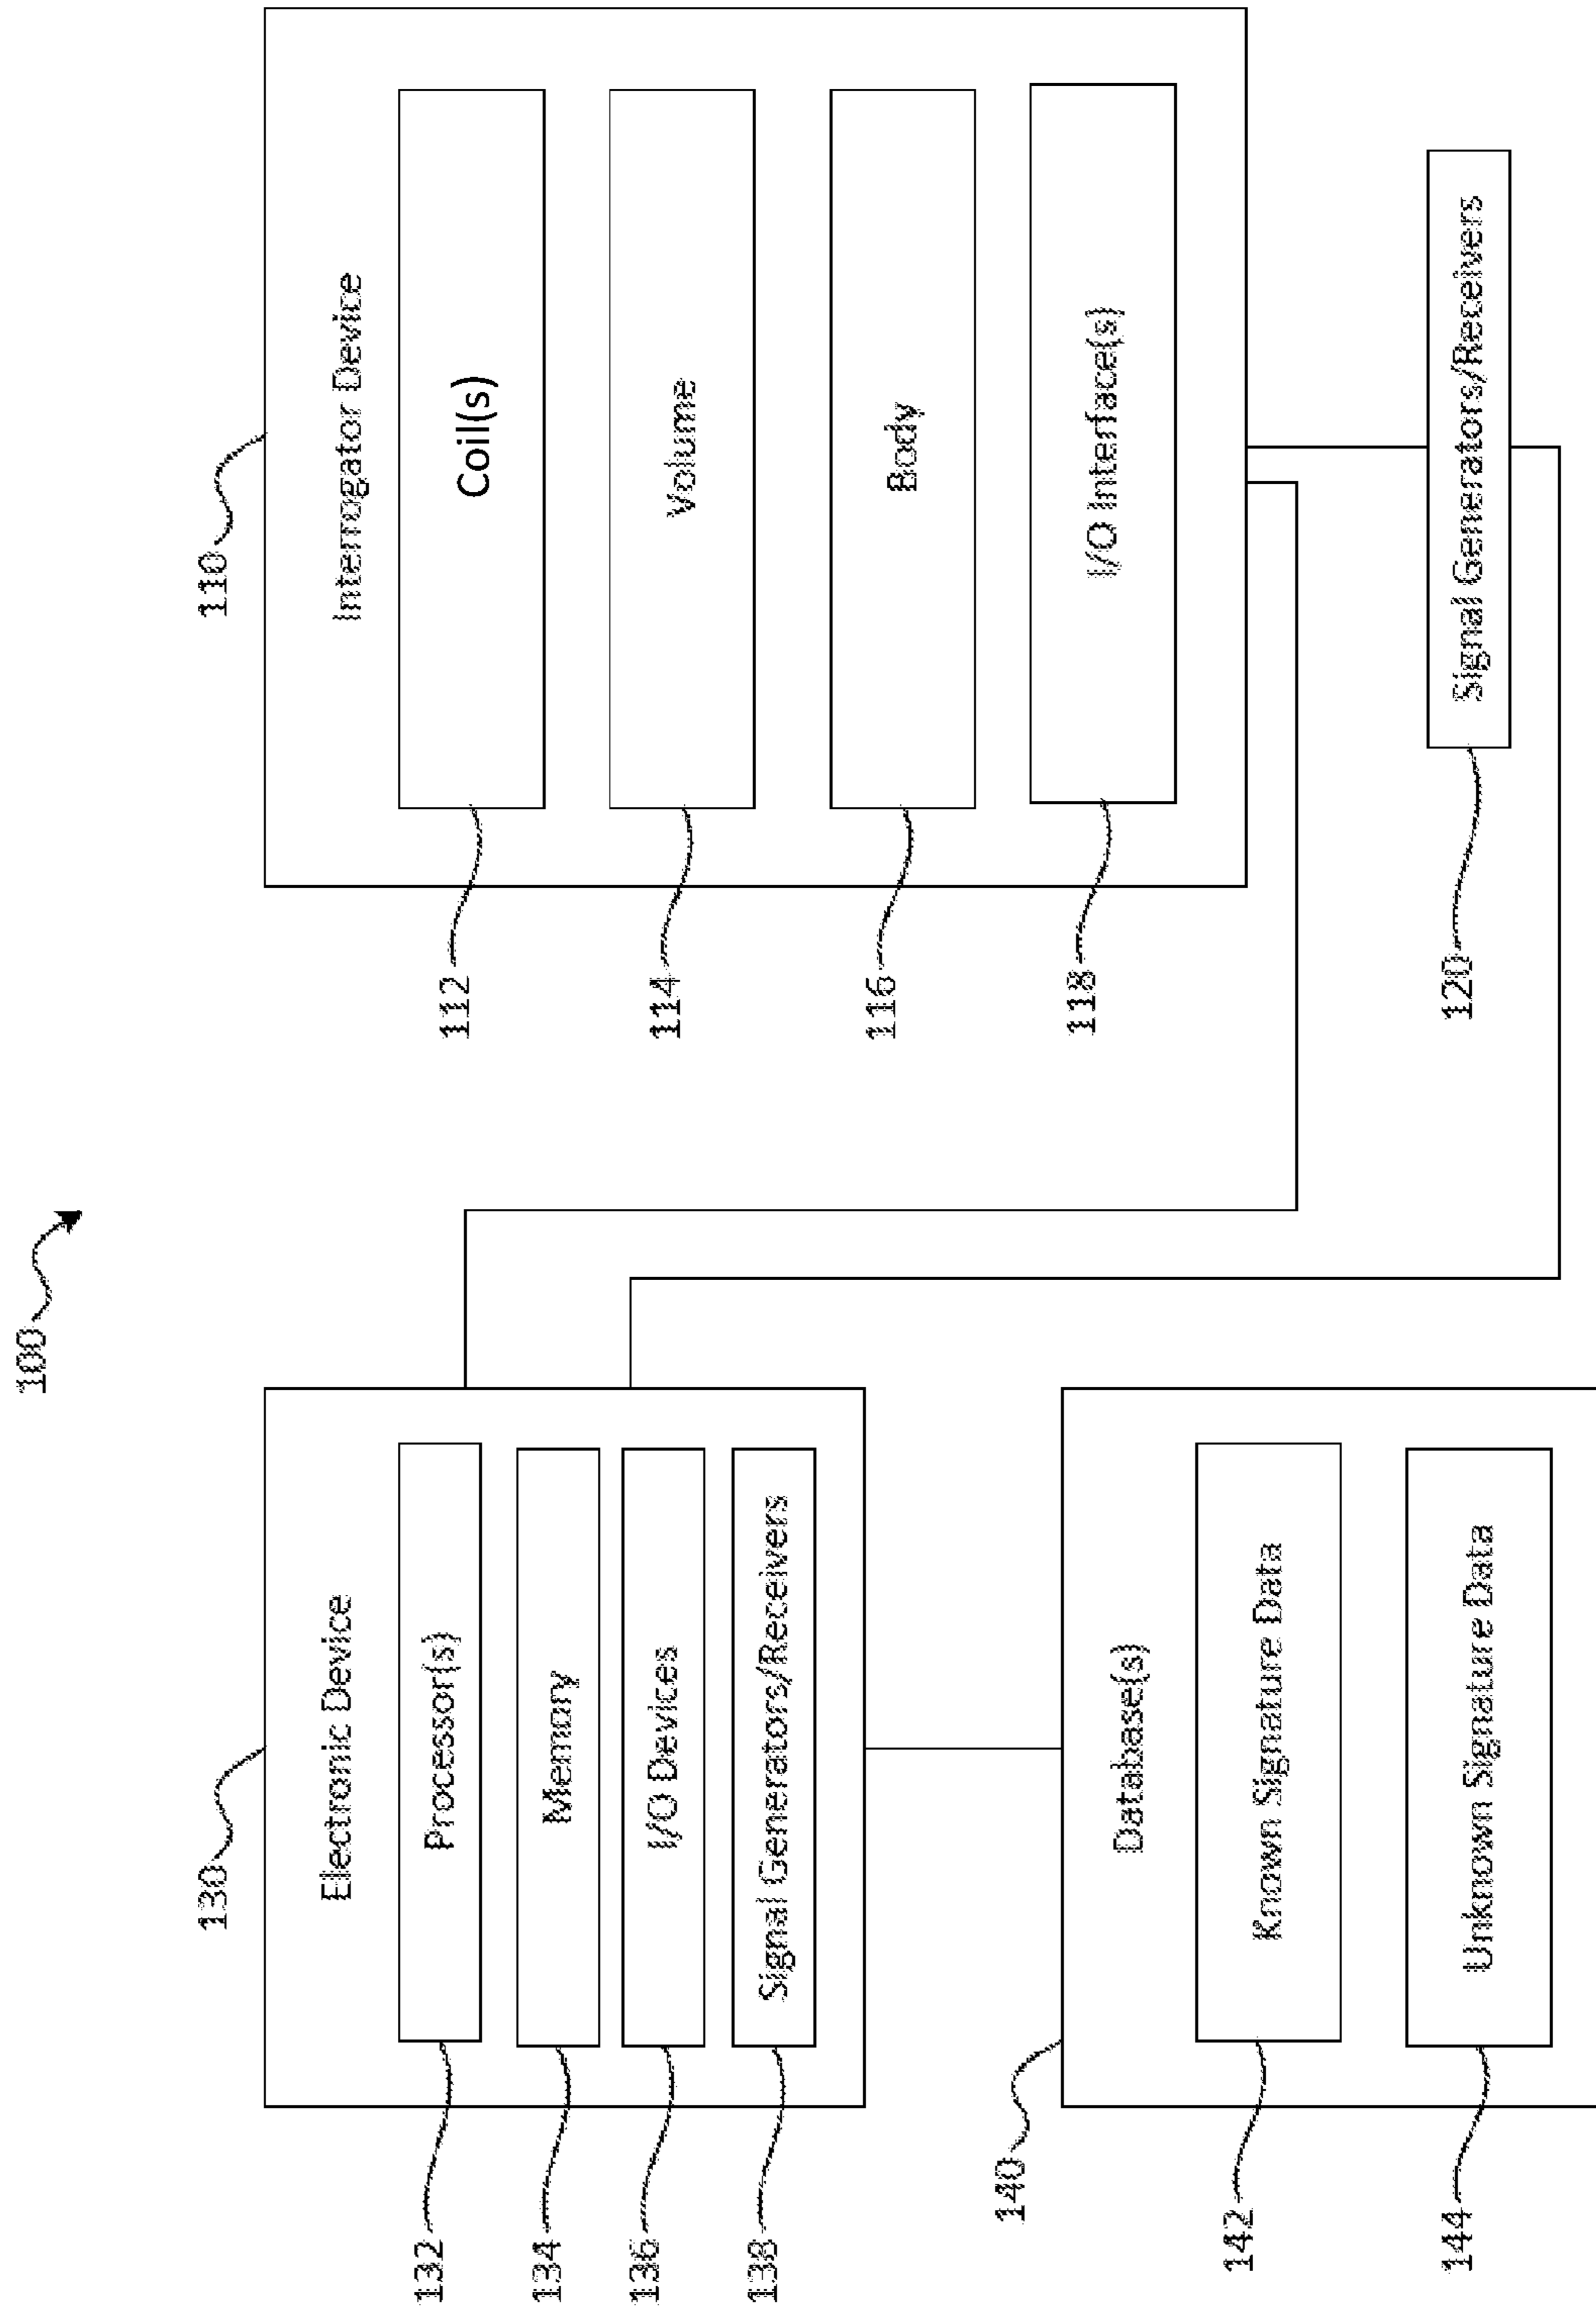 100
130
Electronic Device
132
Processor(s)
134
Memory
136
I/O Devices
138
Signal Generators/Receivers
140
Database(s)
142
Known Signature Data
144
Unknown Signature Data
110
Interrogator Device
112
Coil(s)
114
Volume
116
Body
118
I/O Interface(s)
120
Signal Generators/Receivers